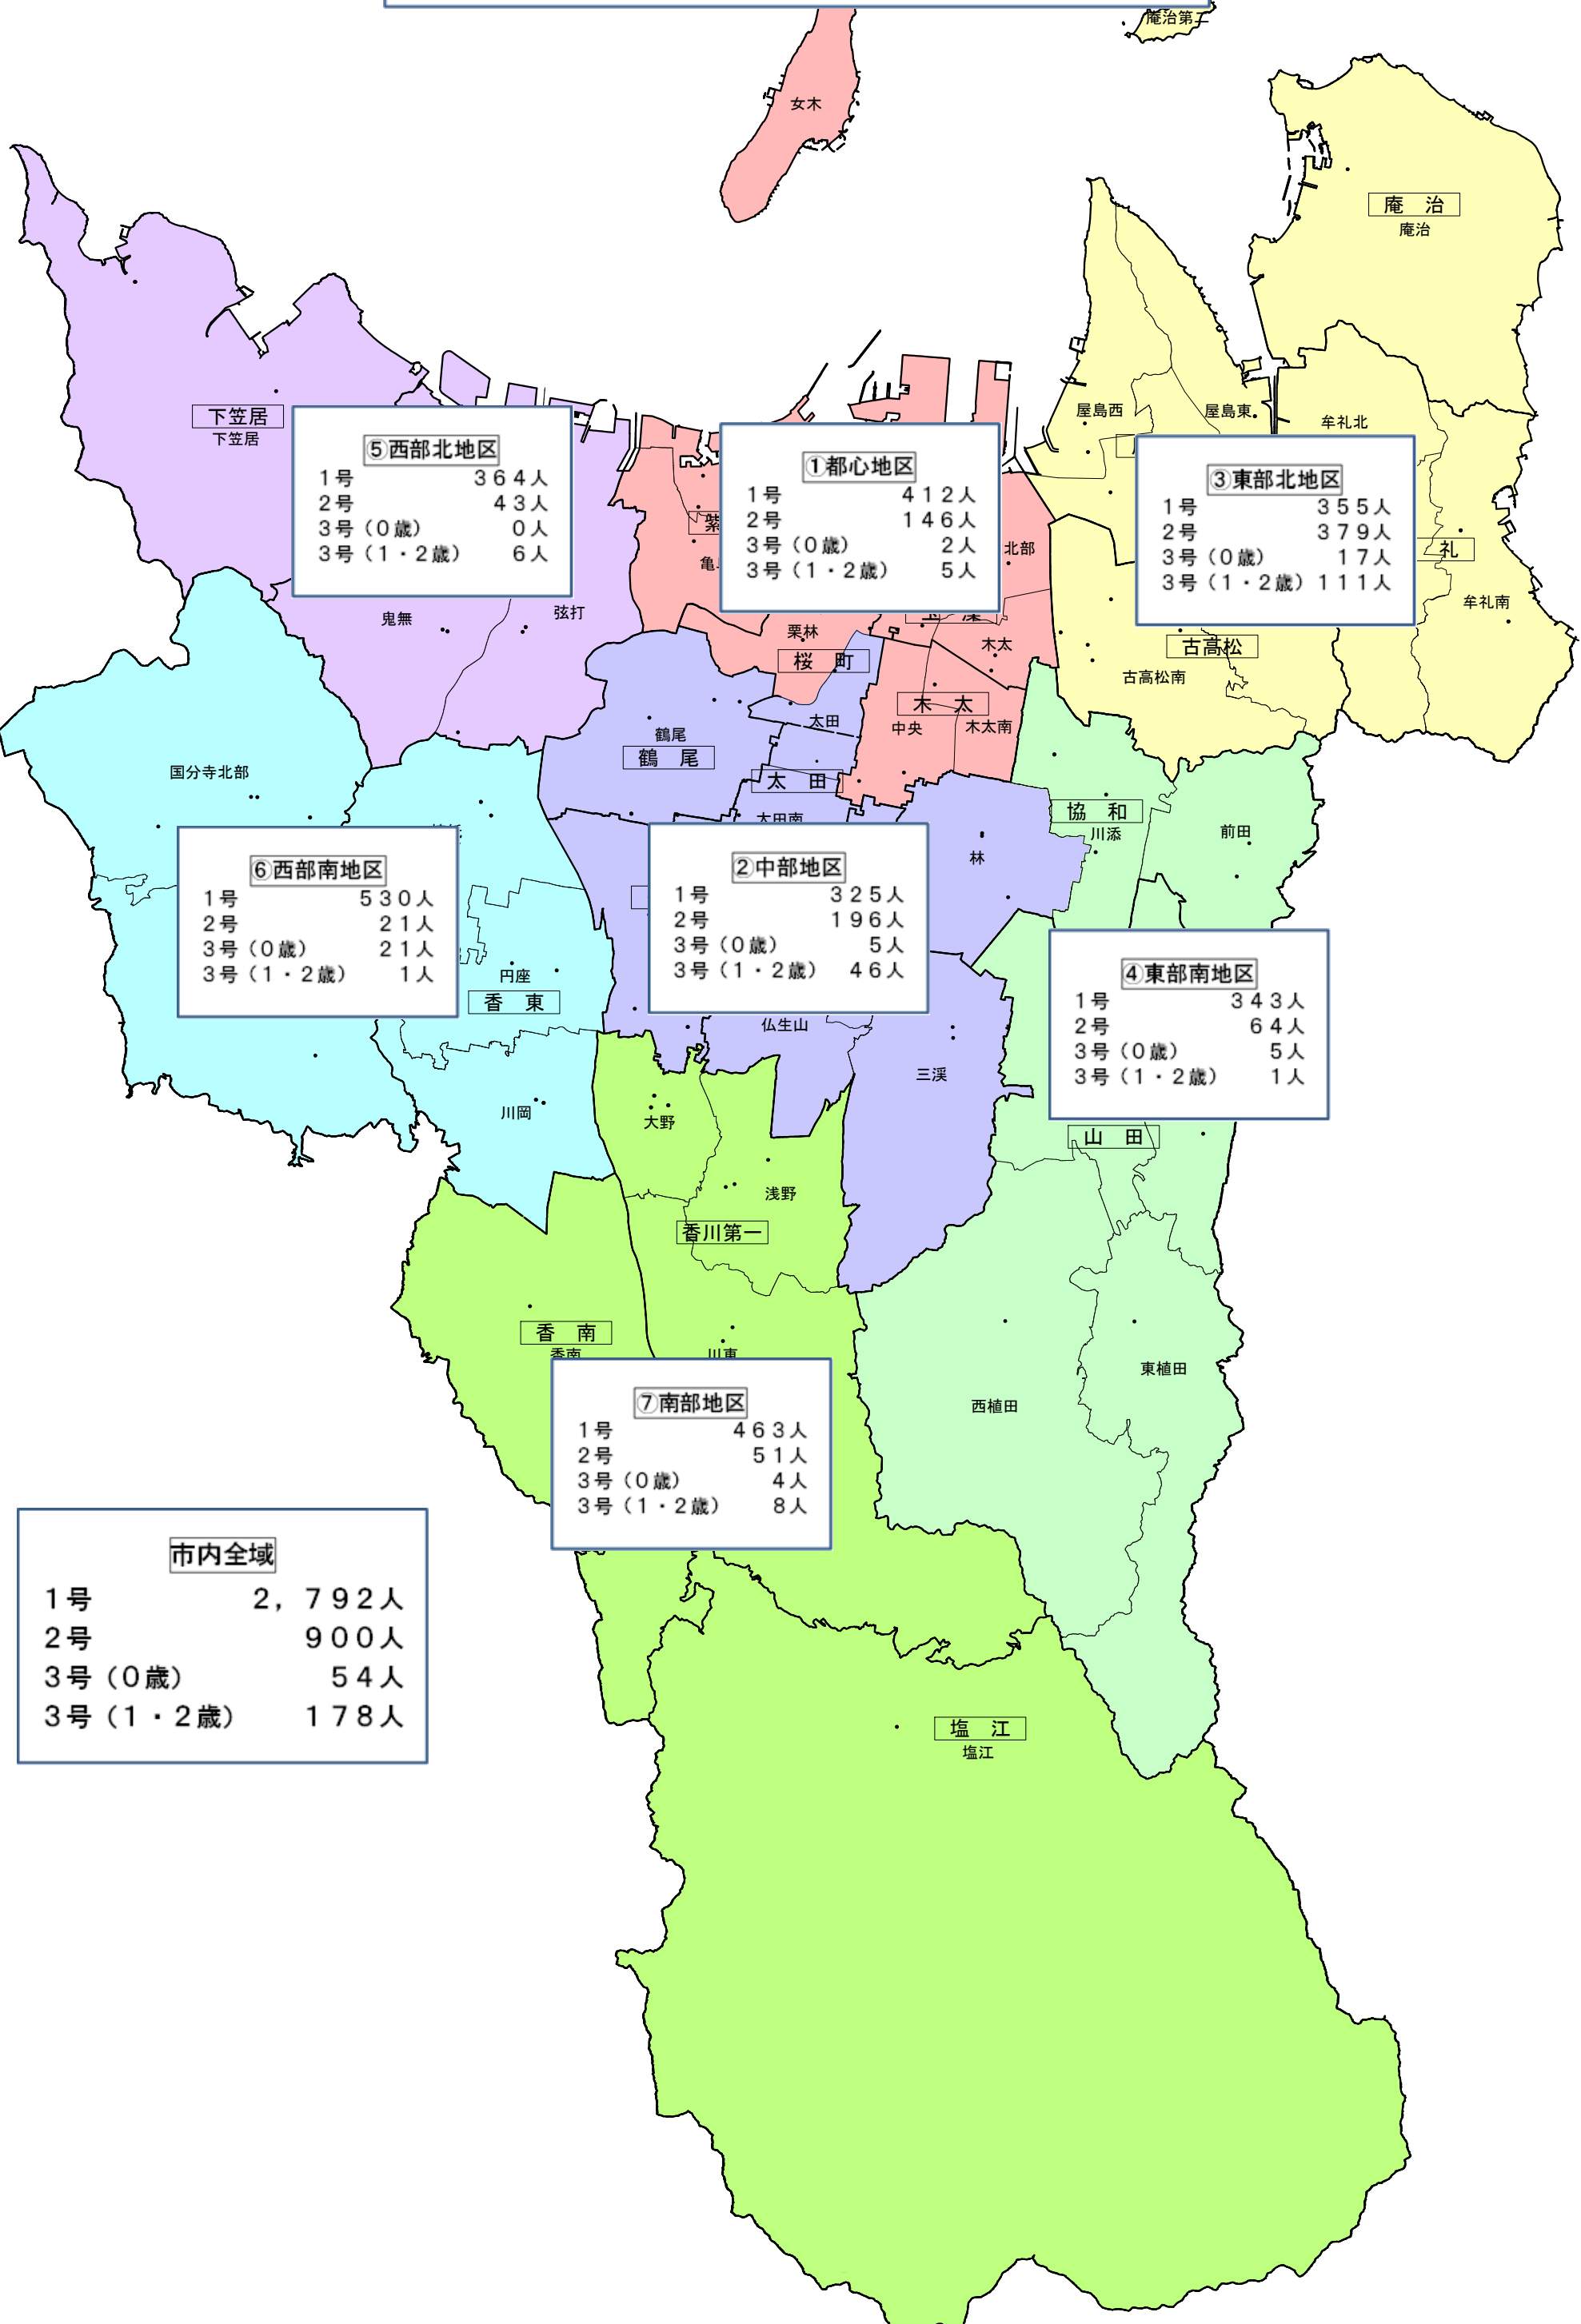 庵治第二
女木
庵　治
庵治
下笠居
下笠居
屋島西
屋島東
牟礼北
⑤西部北地区
1号 ３６４人
2号 ４３人
3号（０歳） ０人
3号（１・２歳） ６人
①都心地区
1号 ４１２人
2号 １４６人
3号（０歳） ２人
3号（１・２歳） ５人
③東部北地区
1号 ３５５人
2号 ３７９人
3号（０歳） １７人
3号（１・２歳） １１１人
北部
礼
牟礼南
鬼無
弦打
栗林
桜　町
木太
古高松
古高松南
木　太
中央
木太南
太田
鶴尾
鶴　尾
太　田
太田南
国分寺北部
協　和
川添
前田
林
⑥西部南地区
1号 ５３０人
2号 ２１人
3号（０歳） ２１人
3号（１・２歳） １人
②中部地区
1号 ３２５人
2号 １９６人
3号（０歳） ５人
3号（１・２歳） ４６人
④東部南地区
1号 ３４３人
2号 ６４人
3号（０歳） ５人
3号（１・２歳） １人
円座
香　東
仏生山
三渓
川岡
大野
山　田
浅野
香川第一
香　南
香南
川東
東植田
西植田
⑦南部地区
1号 ４６３人
2号 ５１人
3号（０歳） ４人
3号（１・２歳） ８人
市内全域
1号 ２，７９２人
2号 ９００人
3号（０歳） ５４人
3号（１・２歳） １７８人
塩　江
塩江